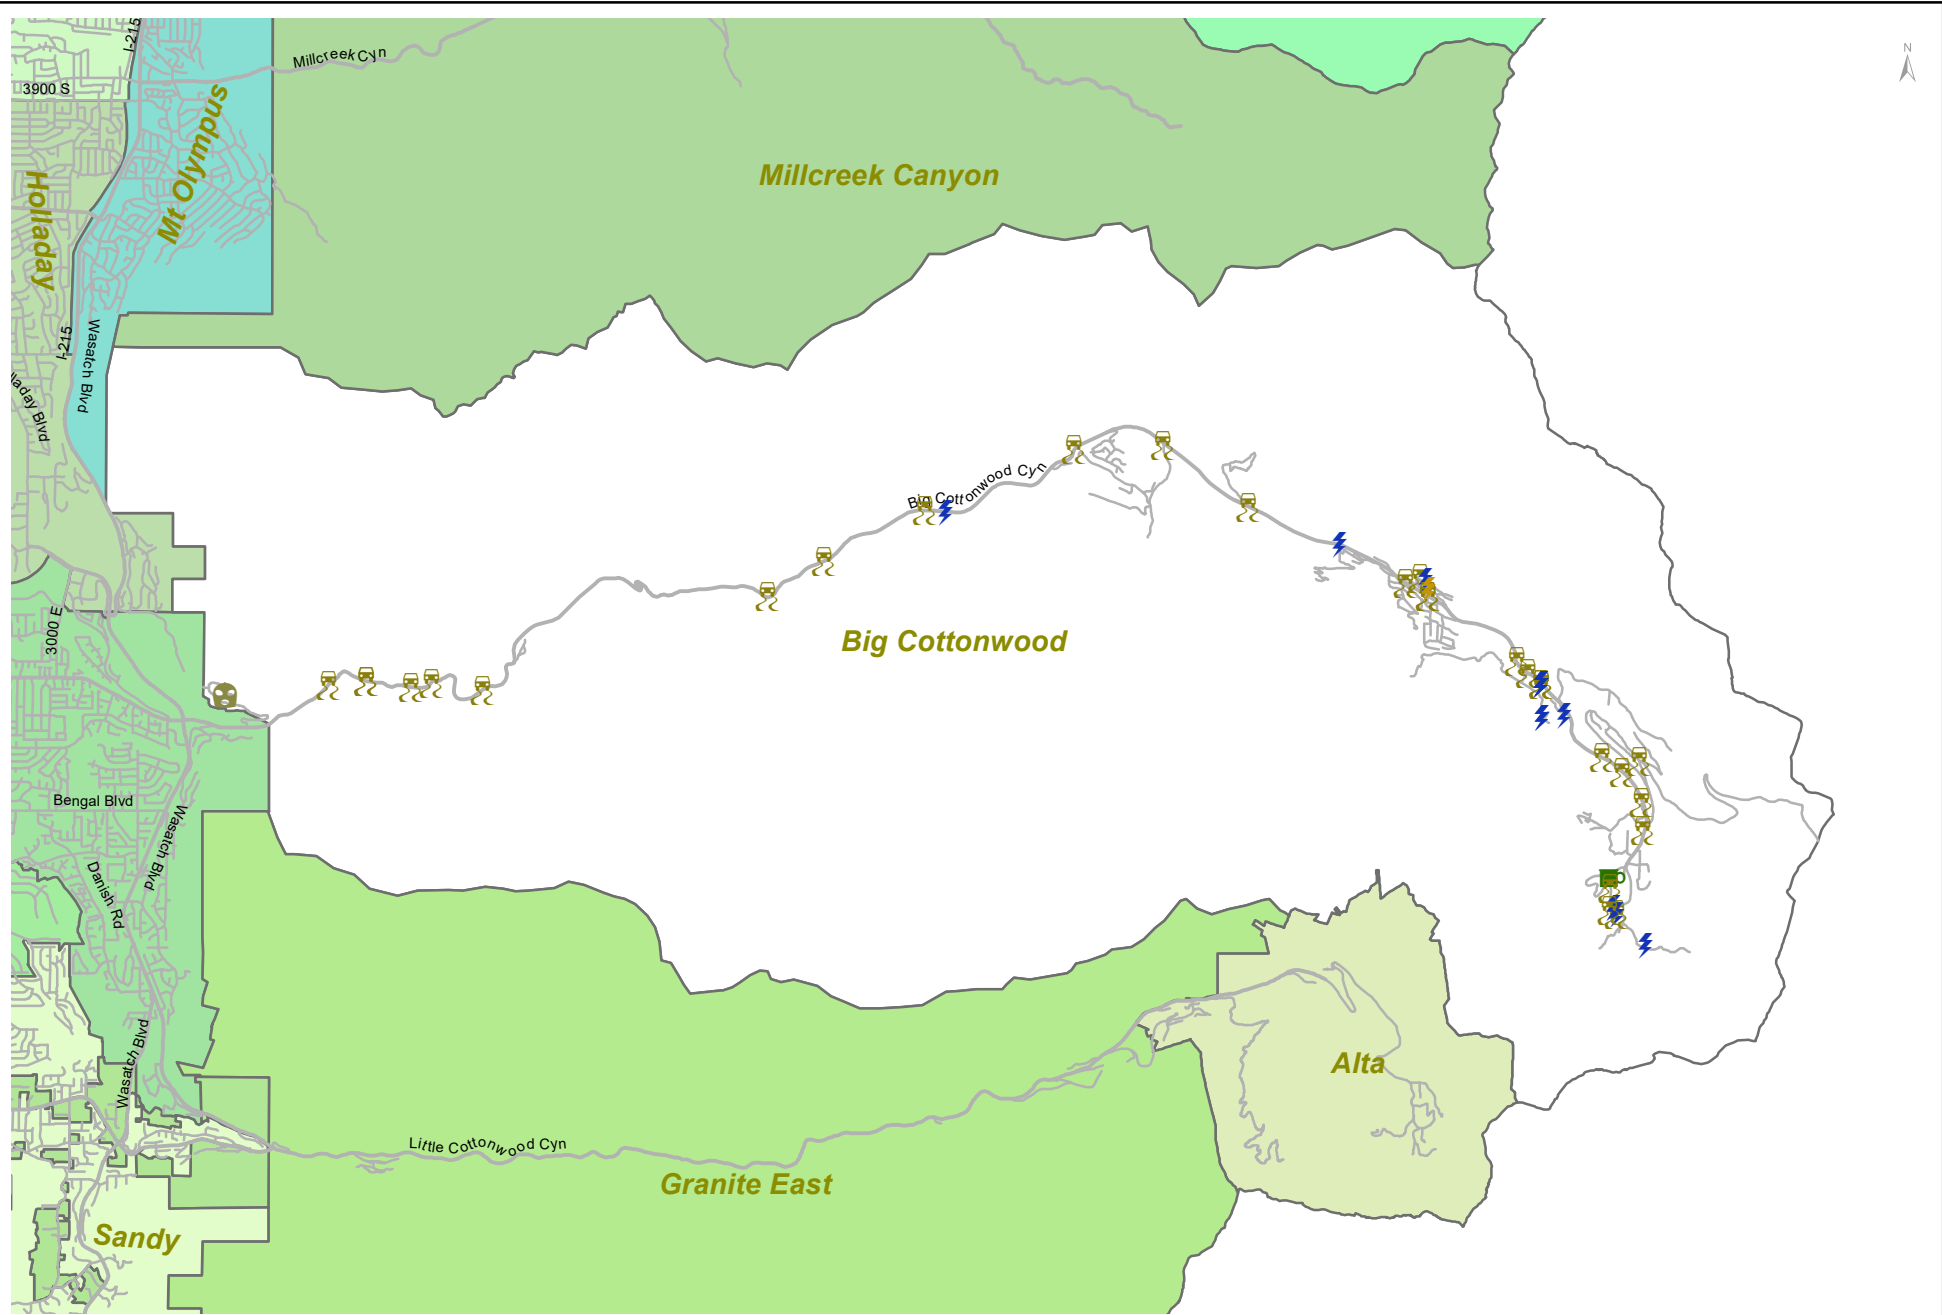 N
I-215
Millcreek Cyn
3900 S
Mt Olympus
Millcreek Canyon
Holladay
I-215
Wasatch Blvd
lladay Blvd
Big Cottonwood Cyn
3000 E
Big Cottonwood
Bengal Blvd
Wasatch Blvd
Danish Rd
Wasatch Blvd
Alta
Little Cottonwood Cyn
Granite East
Sandy